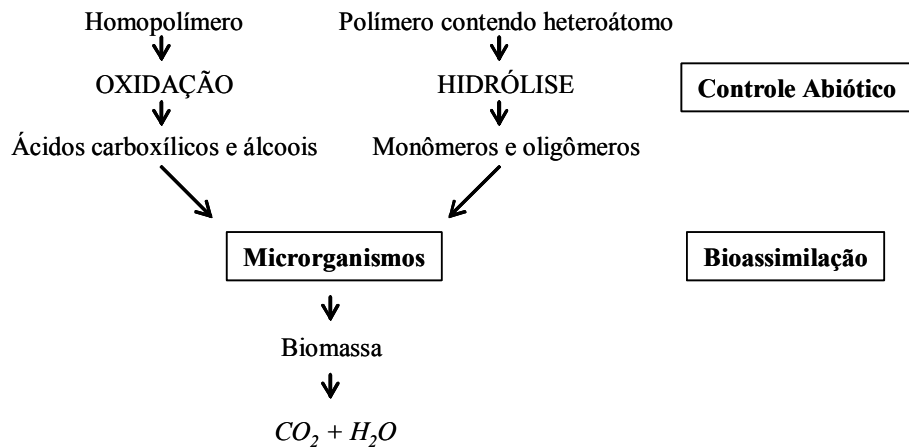 Homopolímero
Polímero contendo heteroátomo
OXIDAÇÃO
HIDRÓLISE
Controle Abiótico
Ácidos carboxílicos e álcoois
Monômeros e oligômeros
Microrganismos
Bioassimilação
Biomassa
CO₂ + H₂O